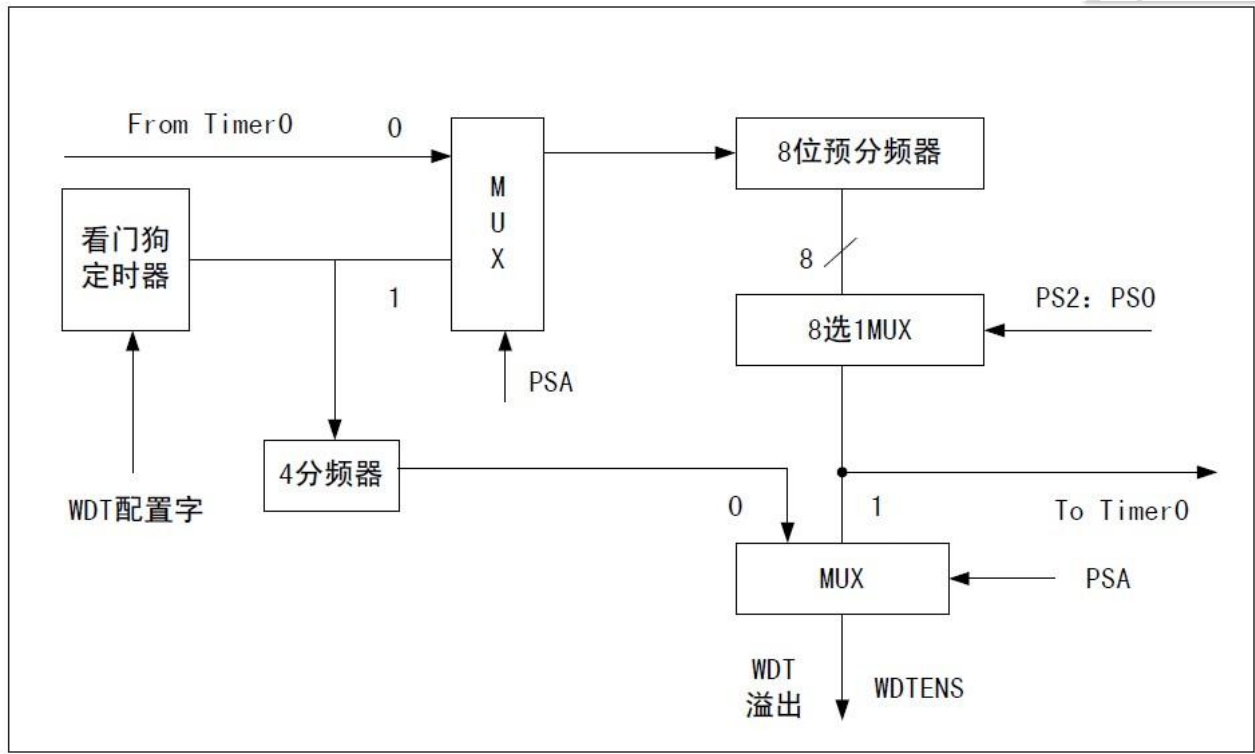 From Timer0
0
M
U
X
8位预分频器
看门狗
定时器
1
8
8选1MUX
PS2：PS0
PSA
4分频器
WDT配置字
0
1
To Timer0
MUX
PSA
WDT
溢出
WDTENS